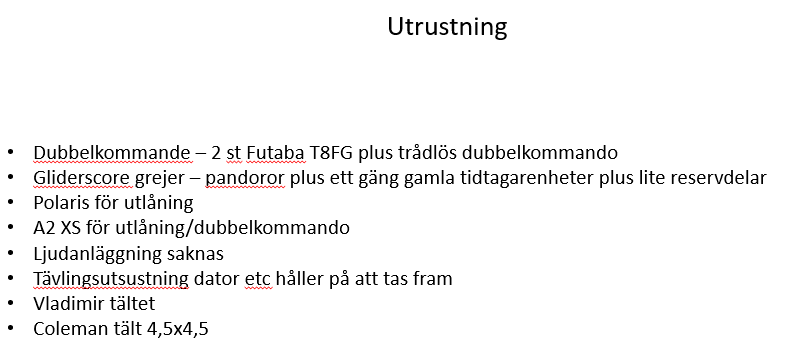 Utrustning
• Dubbelkommande – 2 st Futaba T8FG plus trådlös dubbelkommando
• Gliderscore grejer – pandoror plus ett gäng gamla tidtagarenheter plus lite reservdelar
• Polaris för utlåning
• A2 XS för utlåning/dubbelkommando
• Ljudanläggning saknas
• Tävlingsutsustning dator etc håller på att tas fram
• Vladimir tältet
• Coleman tält 4,5x4,5